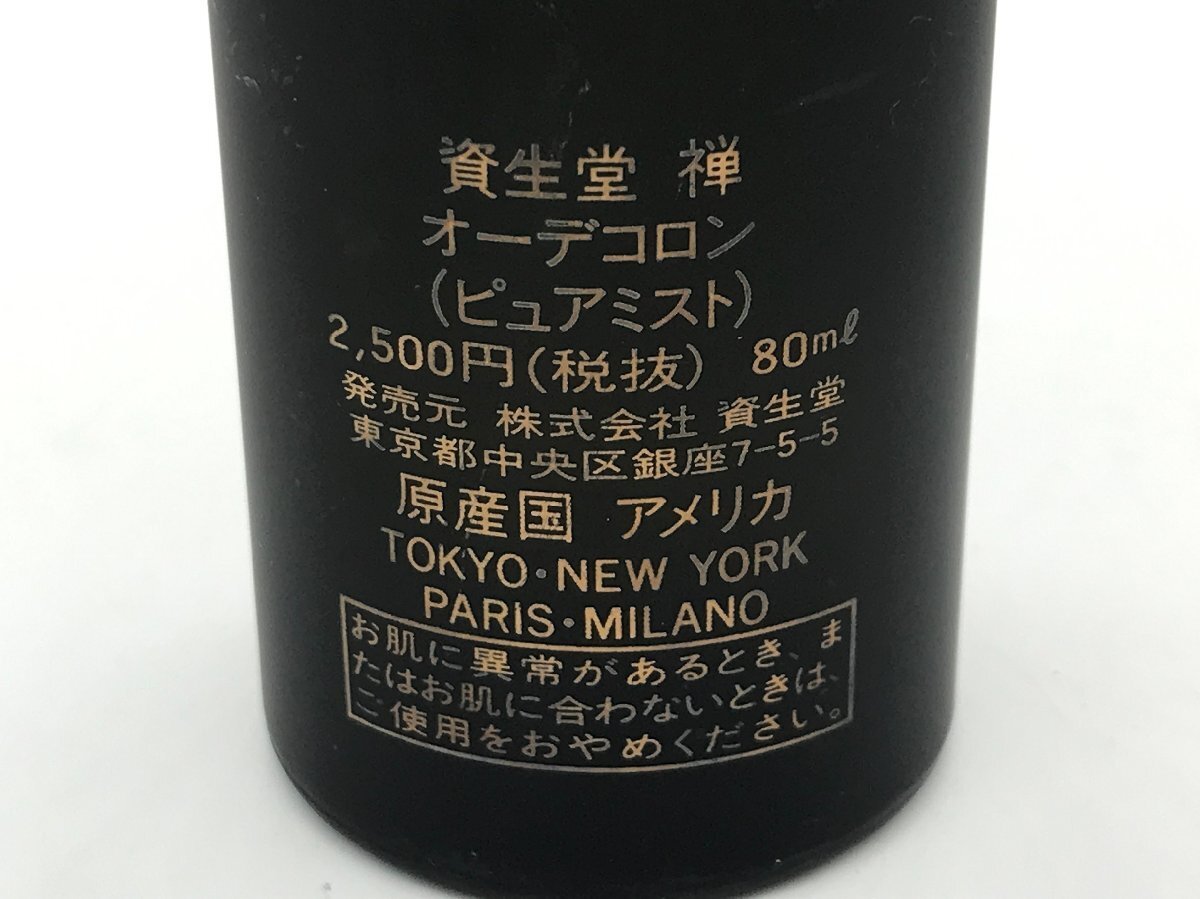 資生堂 禅
オーデコロン
(ピュアミスト)
2,500円(税抜) 80ml
発売元 株式会社 資生堂
東京都中央区銀座7-5-5
原産国 アメリカ
TOKYO・NEW YORK
PARIS・MILANO
お肌に異常があるとき、ま
たはお肌に合わないときは、
ご使用をおやめください。